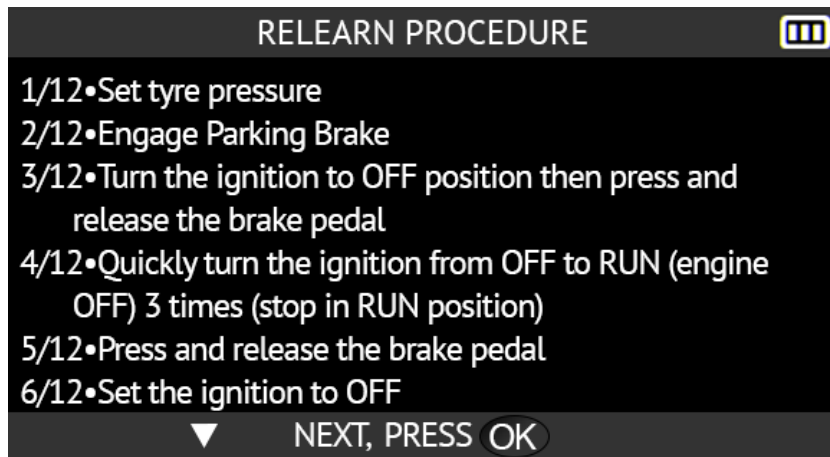 RELEARN PROCEDURE
1/12•Set tyre pressure
2/12•Engage Parking Brake
3/12•Turn the ignition to OFF position then press and
release the brake pedal
4/12•Quickly turn the ignition from OFF to RUN (engine
OFF) 3 times (stop in RUN position)
5/12•Press and release the brake pedal
6/12•Set the ignition to OFF
▼ NEXT, PRESS OK